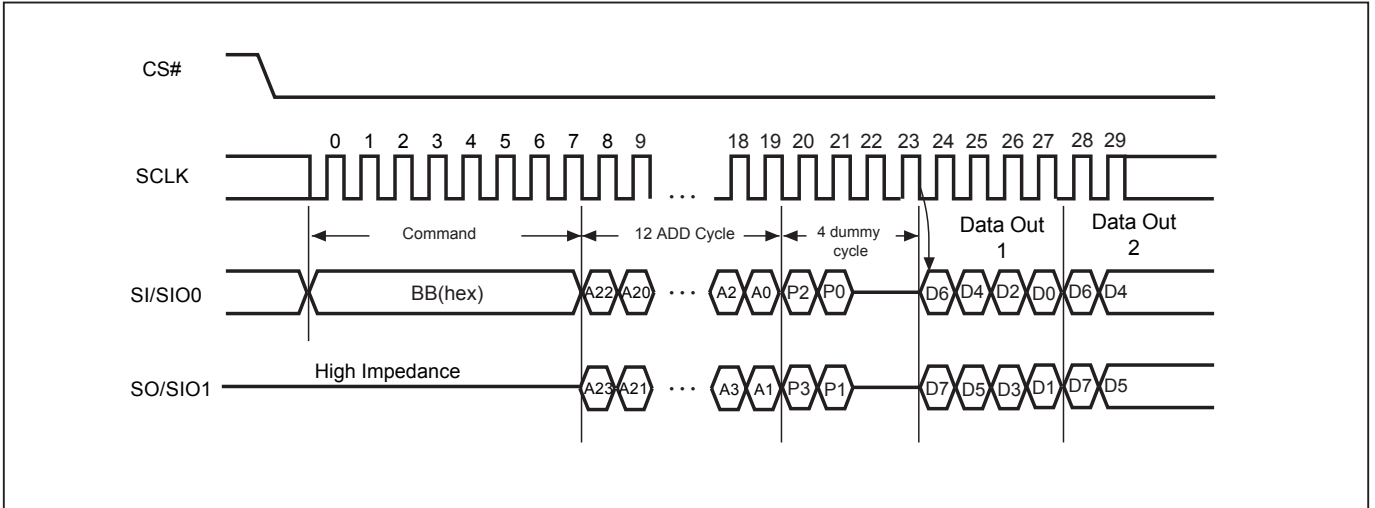 CS#
0 1 2 3 4 5 6 7 8 9 18 19 20 21 22 23 24 25 26 27 28 29
SCLK
...
Command
12 ADD Cycle
4 dummy
cycle
Data Out
1
Data Out
2
SI/SIO0
BB(hex)
A22 A20 ... A2 A0 P2 P0 D6 D4 D2 D0 D6 D4
High Impedance
SO/SIO1
A23 A21 ... A3 A1 P3 P1 D7 D5 D3 D1 D7 D5